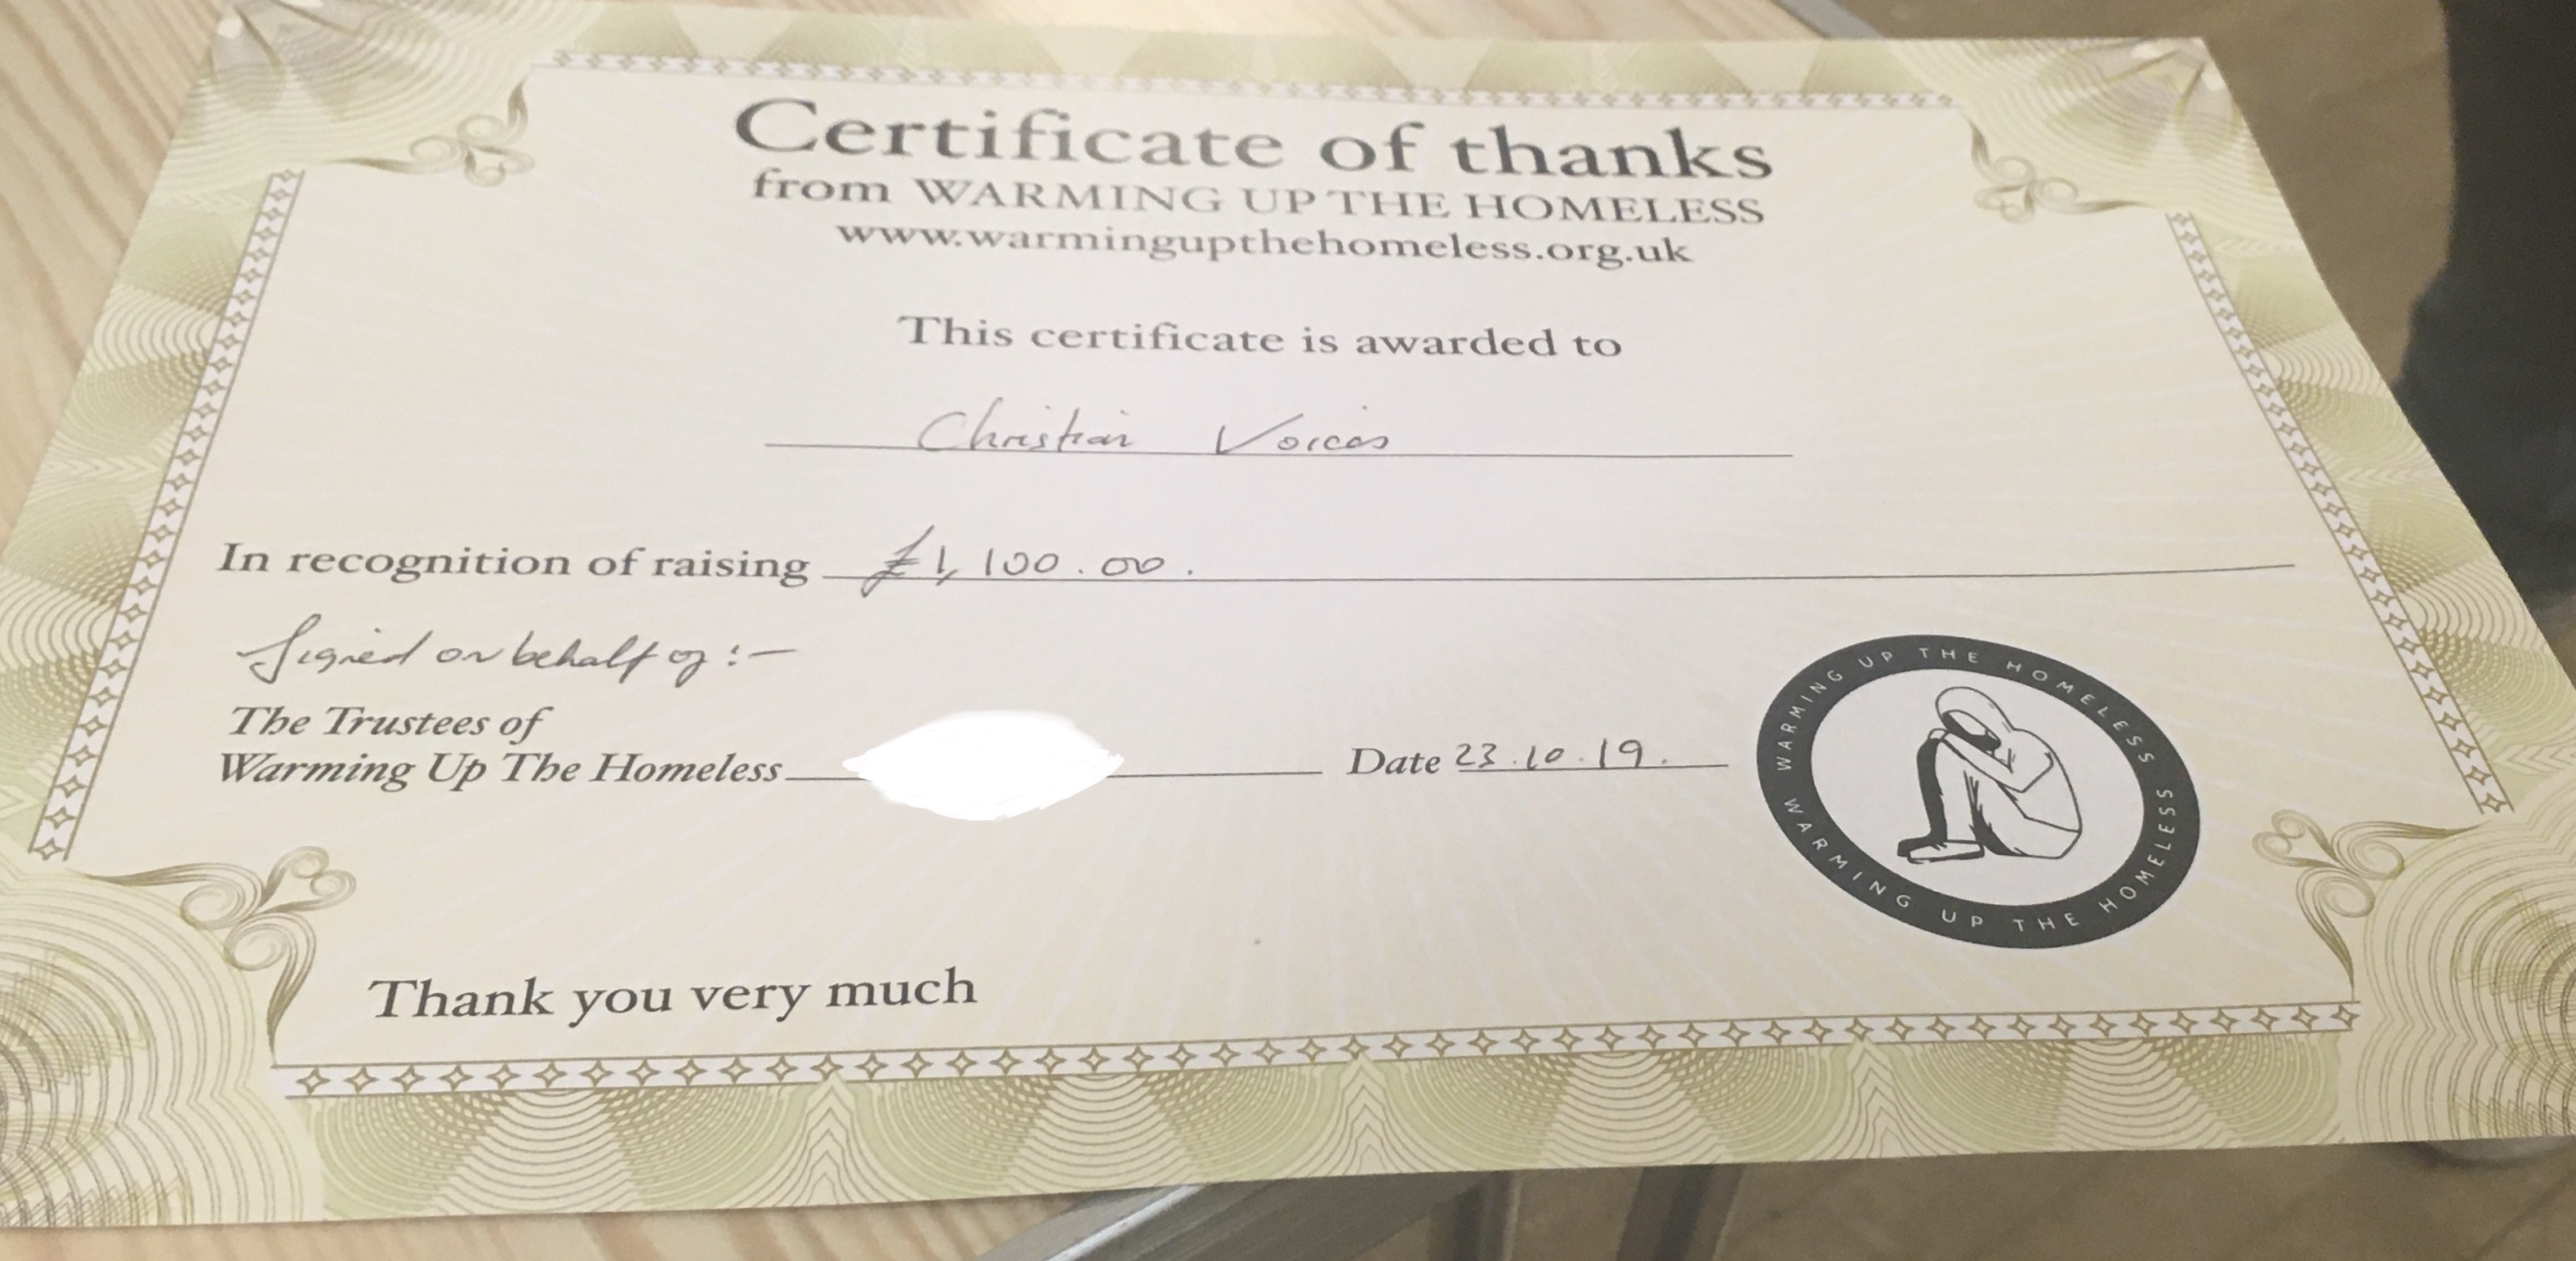 Certificate of thanks
from WARMING UP THE HOMELESS
www.warmingupthehomeless.org.uk
This certificate is awarded to
Christian Voices
In recognition of raising £1,100.00.
Signed on behalf of :-
The Trustees of
Warming Up The Homeless
Date 23.10.19.
WARMING UP THE HOMELESS
WARMING UP THE HOMELESS
Thank you very much